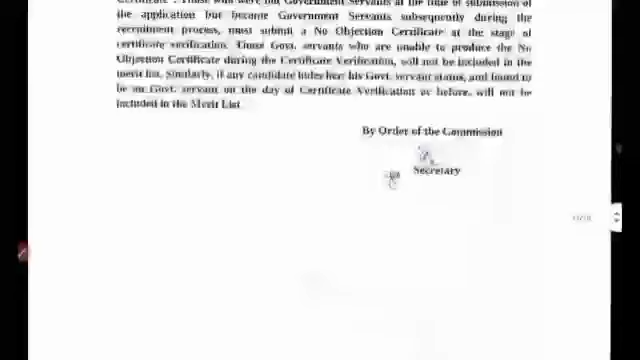 Certificate". Those who were not Government Servants at the time of submission of
the application but became Government Servants subsequently during the
recruitment process, must submit a No Objection Certificate at the stage of
certificate verification. Those Govt. servants who are unable to produce the No
Objection Certificate during the Certificate Verification, will not be included in the
merit list. Similarly, if any candidate hides her/ his Govt. servant status, and found to
be an Govt. servant on the day of Certificate Verification or before, will not be
included in the Merit List
By Order of the Commission
Secretary